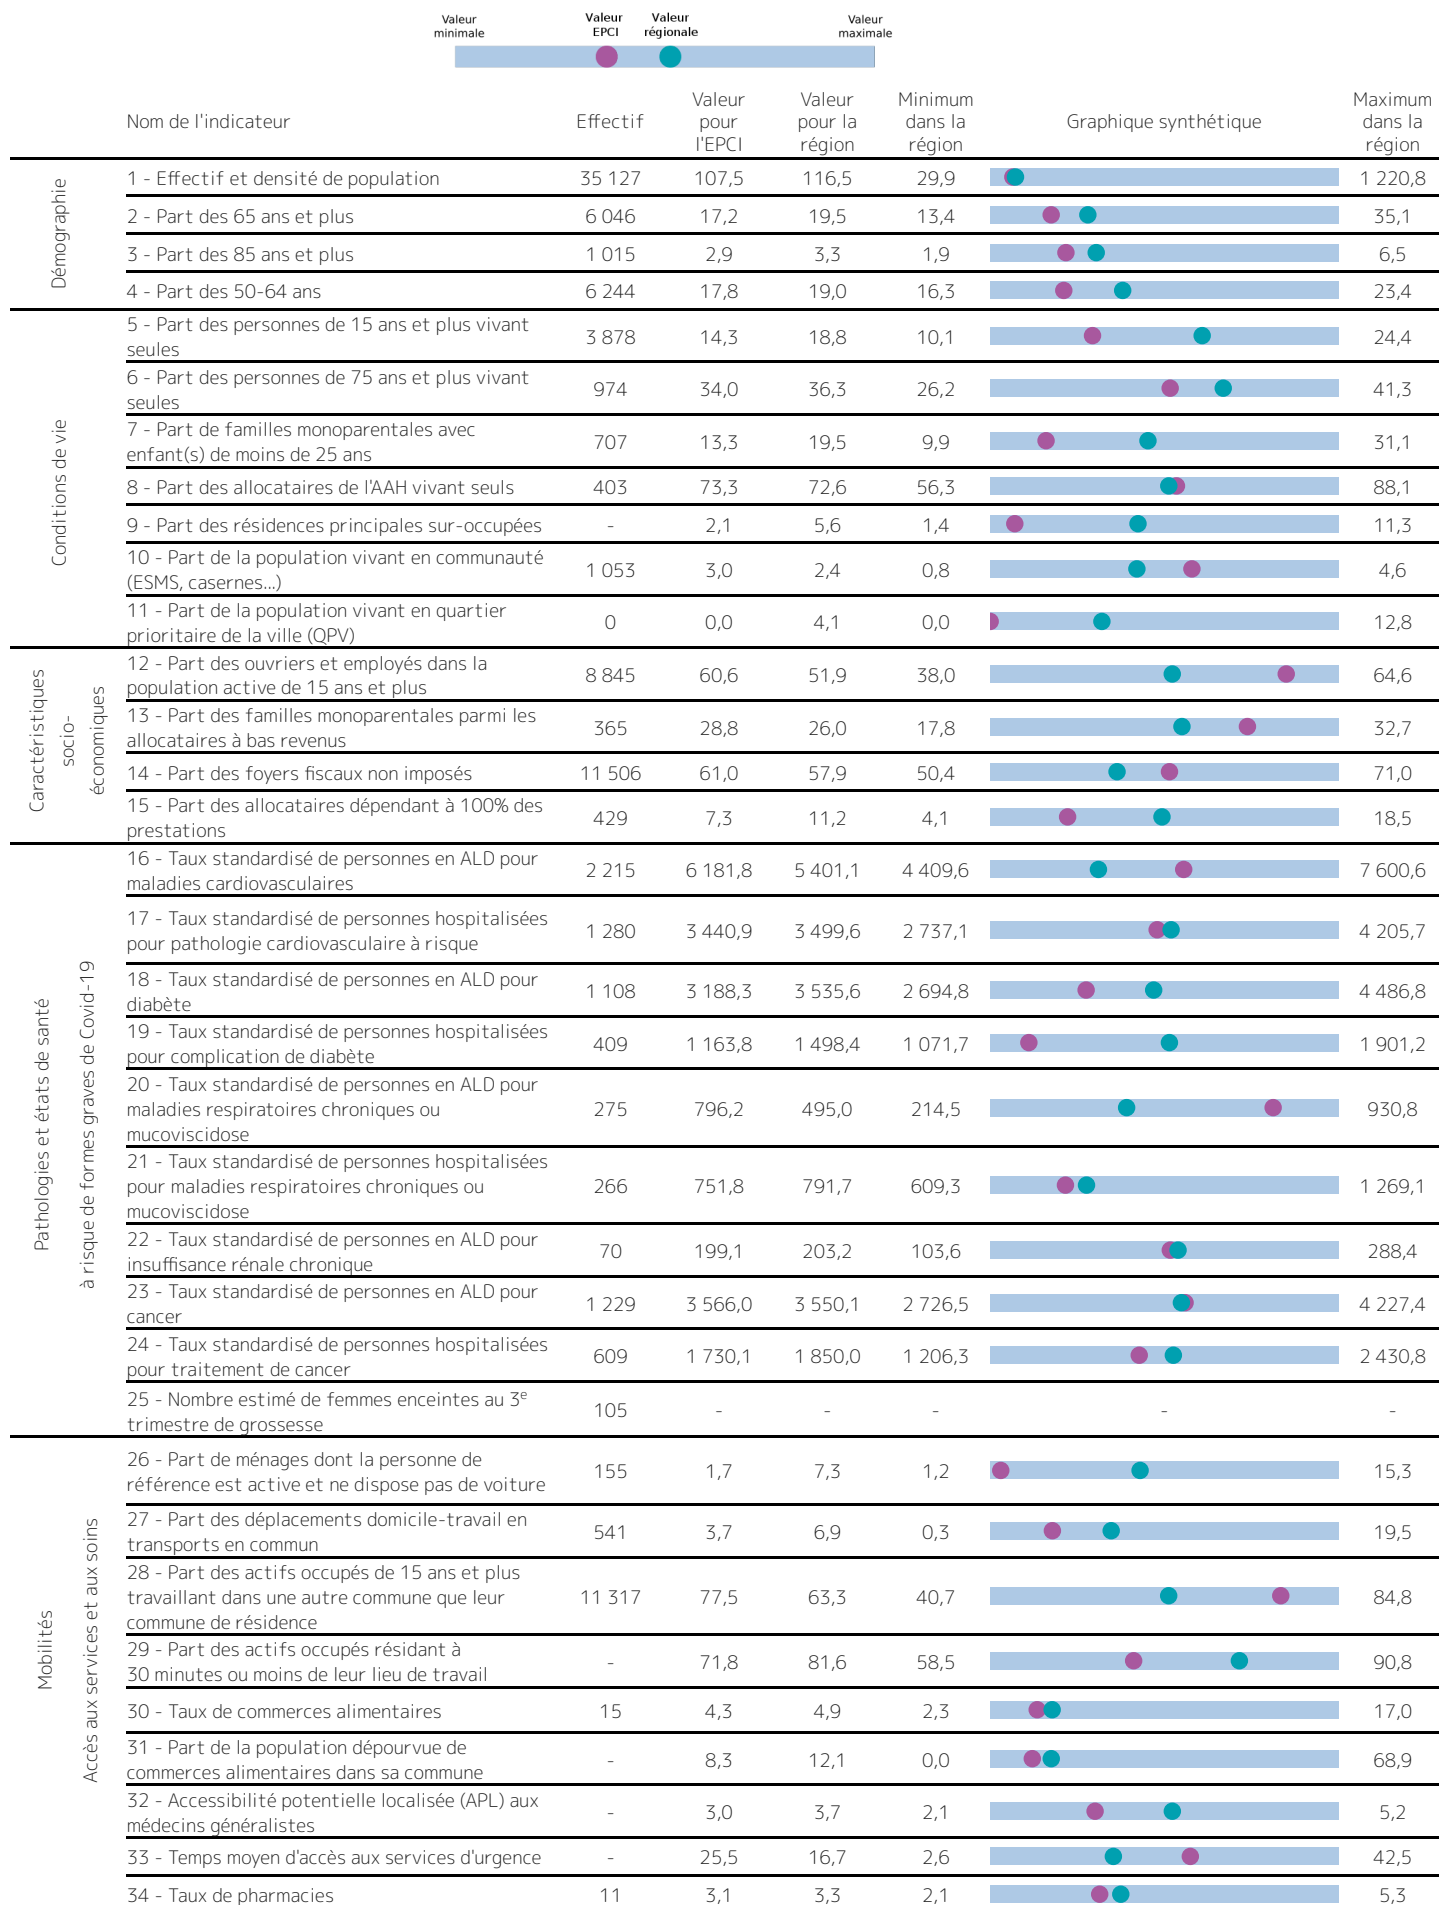 Valeur minimale
Valeur EPCI
Valeur régionale
Valeur maximale
Nom de l'indicateur Effectif Valeur pour l'EPCI Valeur pour la région Minimum dans la région Graphique synthétique Maximum dans la région
Démographie
1 - Effectif et densité de population 35 127 107,5 116,5 29,9 1 220,8
2 - Part des 65 ans et plus 6 046 17,2 19,5 13,4 35,1
3 - Part des 85 ans et plus 1 015 2,9 3,3 1,9 6,5
4 - Part des 50-64 ans 6 244 17,8 19,0 16,3 23,4
Conditions de vie
5 - Part des personnes de 15 ans et plus vivant
seules 3 878 14,3 18,8 10,1 24,4
6 - Part des personnes de 75 ans et plus vivant
seules 974 34,0 36,3 26,2 41,3
7 - Part de familles monoparentales avec
enfant(s) de moins de 25 ans 707 13,3 19,5 9,9 31,1
8 - Part des allocataires de l'AAH vivant seuls 403 73,3 72,6 56,3 88,1
9 - Part des résidences principales sur-occupées - 2,1 5,6 1,4 11,3
10 - Part de la population vivant en communauté
(ESMS, casernes...) 1 053 3,0 2,4 0,8 4,6
11 - Part de la population vivant en quartier
prioritaire de la ville (QPV) 0 0,0 4,1 0,0 12,8
Caractéristiques
socio-
économiques
12 - Part des ouvriers et employés dans la
population active de 15 ans et plus 8 845 60,6 51,9 38,0 64,6
13 - Part des familles monoparentales parmi les
allocataires à bas revenus 365 28,8 26,0 17,8 32,7
14 - Part des foyers fiscaux non imposés 11 506 61,0 57,9 50,4 71,0
15 - Part des allocataires dépendant à 100% des
prestations 429 7,3 11,2 4,1 18,5
Pathologies et états de santé
à risque de formes graves de Covid-19
16 - Taux standardisé de personnes en ALD pour
maladies cardiovasculaires 2 215 6 181,8 5 401,1 4 409,6 7 600,6
17 - Taux standardisé de personnes hospitalisées
pour pathologie cardiovasculaire à risque 1 280 3 440,9 3 499,6 2 737,1 4 205,7
18 - Taux standardisé de personnes en ALD pour
diabète 1 108 3 188,3 3 535,6 2 694,8 4 486,8
19 - Taux standardisé de personnes hospitalisées
pour complication de diabète 409 1 163,8 1 498,4 1 071,7 1 901,2
20 - Taux standardisé de personnes en ALD pour
maladies respiratoires chroniques ou
mucoviscidose 275 796,2 495,0 214,5 930,8
21 - Taux standardisé de personnes hospitalisées
pour maladies respiratoires chroniques ou
mucoviscidose 266 751,8 791,7 609,3 1 269,1
22 - Taux standardisé de personnes en ALD pour
insuffisance rénale chronique 70 199,1 203,2 103,6 288,4
23 - Taux standardisé de personnes en ALD pour
cancer 1 229 3 566,0 3 550,1 2 726,5 4 227,4
24 - Taux standardisé de personnes hospitalisées
pour traitement de cancer 609 1 730,1 1 850,0 1 206,3 2 430,8
25 - Nombre estimé de femmes enceintes au 3e
trimestre de grossesse 105 - - - - -
Mobilités
Accès aux services et aux soins
26 - Part de ménages dont la personne de
référence est active et ne dispose pas de voiture 155 1,7 7,3 1,2 15,3
27 - Part des déplacements domicile-travail en
transports en commun 541 3,7 6,9 0,3 19,5
28 - Part des actifs occupés de 15 ans et plus
travaillant dans une autre commune que leur
commune de résidence 11 317 77,5 63,3 40,7 84,8
29 - Part des actifs occupés résidant à
30 minutes ou moins de leur lieu de travail - 71,8 81,6 58,5 90,8
30 - Taux de commerces alimentaires 15 4,3 4,9 2,3 17,0
31 - Part de la population dépourvue de
commerces alimentaires dans sa commune - 8,3 12,1 0,0 68,9
32 - Accessibilité potentielle localisée (APL) aux
médecins généralistes - 3,0 3,7 2,1 5,2
33 - Temps moyen d'accès aux services d'urgence - 25,5 16,7 2,6 42,5
34 - Taux de pharmacies 11 3,1 3,3 2,1 5,3